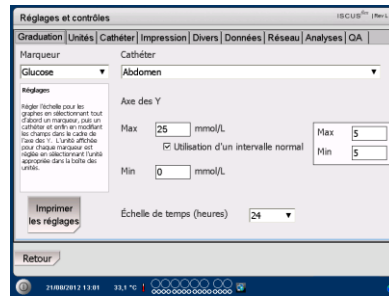 Réglages et contrôles
ISCUSflex
Graduation Unités Cathéter Impression Divers Données Réseau Analyses QA
Marqueur Cathéter
Glucose Abdomen
Réglages
Régler l'échelle pour les
graphes en sélectionnant tout
d'abord un marqueur, puis un
cathéter et enfin en modifiant
les champs dans le cadre de
l'axe des Y. L'unité affichée
pour chaque marqueur est
réglée en sélectionnant l'unité
appropriée dans la boîte des
unités.
Axe des Y
Max 25 mmol/L
Utilisation d'un intervalle normal
Min 0 mmol/L
Max 5
Min 5
Imprimer
les réglages
Échelle de temps (heures) 24
Retour
21/08/2012 13:01 33,1 °C